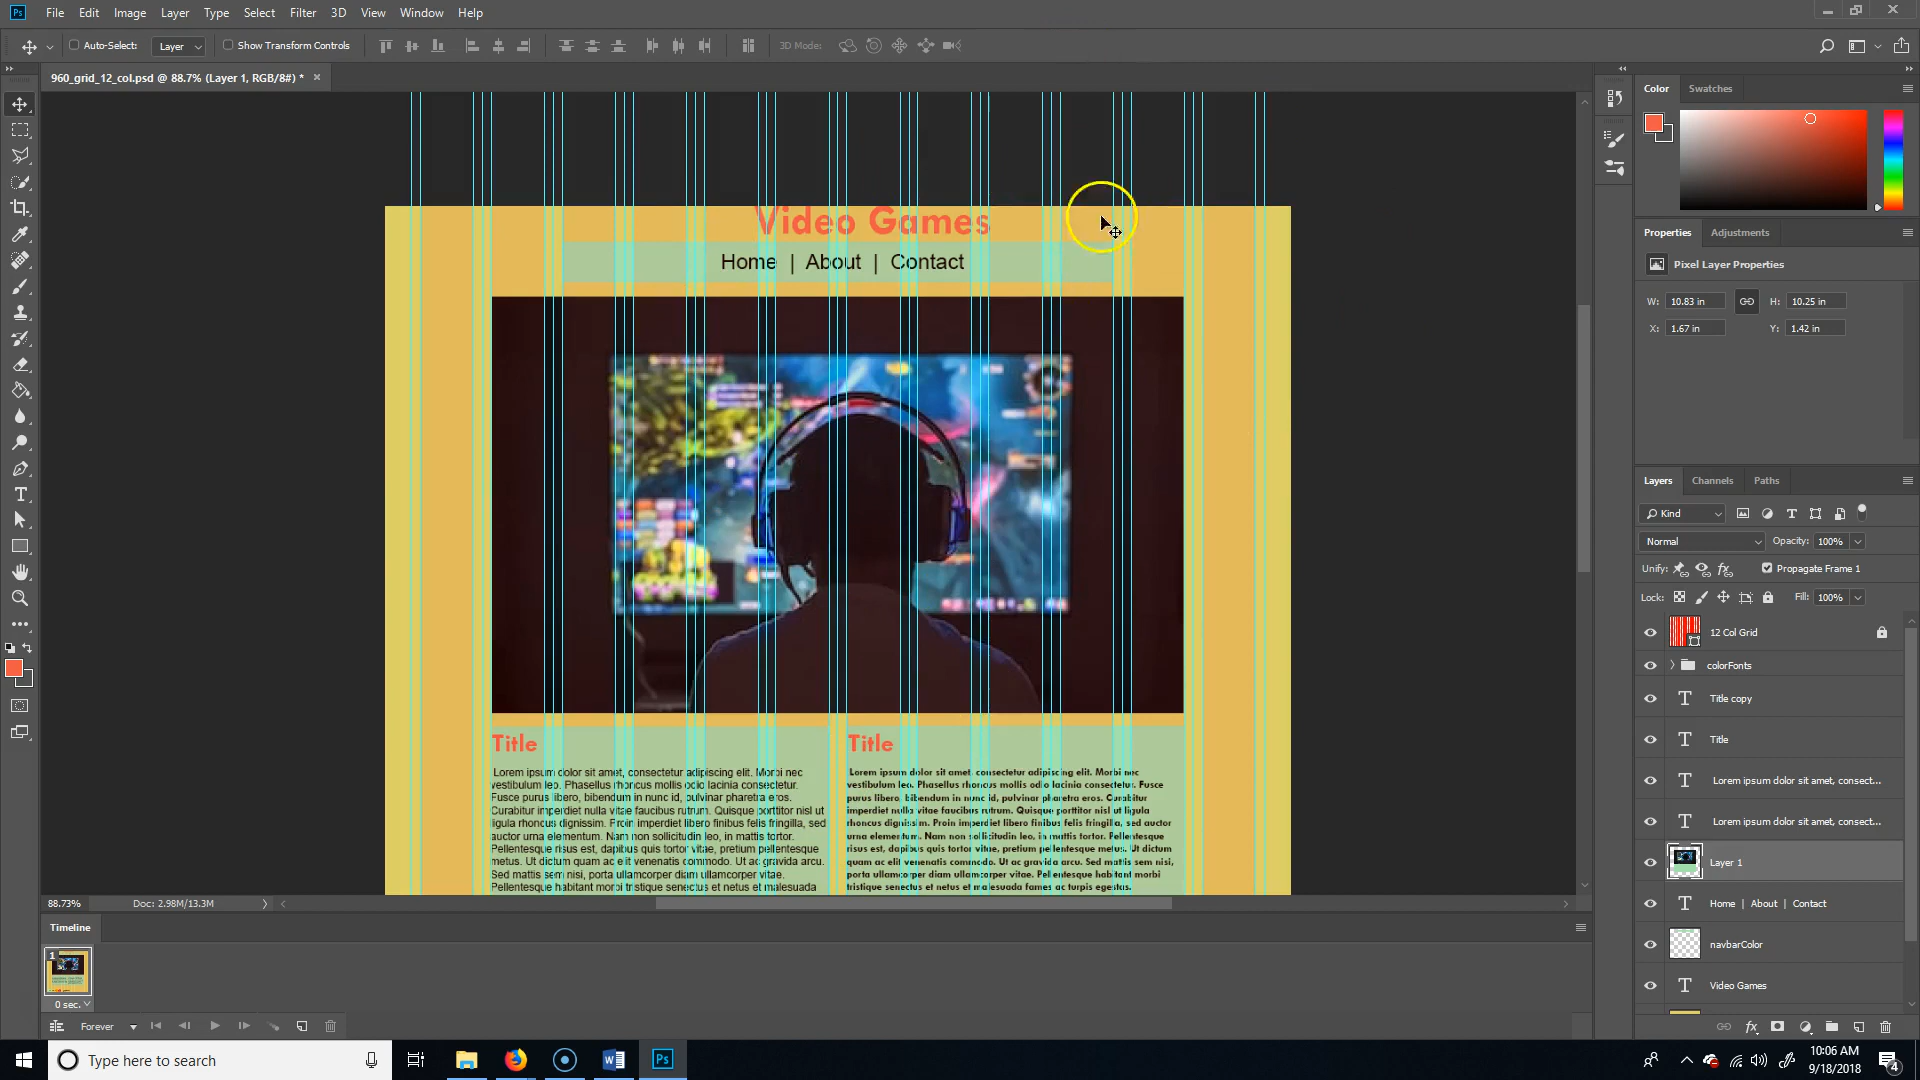 Ps File Edit Image Layer Type Select Filter 3D View Window Help
Auto-Select: Layer Show Transform Controls 3D Mode:
960_grid_12_col.psd @ 88.7% (Layer 1, RGB/8#) * ×
Color Swatches
Video Games
Home | About | Contact
Properties Adjustments
Pixel Layer Properties
W: 10.83 in H: 10.25 in
X: 1.67 in Y: 1.42 in
Layers Channels Paths
Kind
Normal Opacity: 100%
Unify: Propagate Frame 1
Lock: Fill: 100%
12 Col Grid
colorFonts
Title copy
Title
Lorem ipsum dolor sit amet, consect...
Lorem ipsum dolor sit amet, consect...
Layer 1
Home | About | Contact
navbarColor
Video Games
Title
Lorem ipsum dolor sit amet, consectetur adipiscing elit. Morbi nec
vestibulum leo. Phasellus rhoncus mollis odio lacinia consectetur.
Fusce purus libero, bibendum in nunc id, pulvinar pharetra eros.
Curabitur imperdiet nulla vitae faucibus rutrum. Quisque porttitor nisl ut
ligula rhoncus dignissim. Proin imperdiet libero finibus felis fringilla, sed
auctor urna elementum. Nam non sollicitudin leo, in mattis tortor.
Pellentesque risus est, dapibus quis tortor vitae, pretium pellentesque
metus. Ut dictum quam ac elit venenatis commodo. Ut ac gravida arcu.
Sed mattis sem nisi, porta ullamcorper diam ullamcorper vitae.
Pellentesque habitant morbi tristique senectus et netus et malesuada
Title
Lorem ipsum dolor sit amet, consectetur adipiscing elit. Morbi nec
vestibulum leo. Phasellus rhoncus mollis odio lacinia consectetur. Fusce
purus libero, bibendum in nunc id, pulvinar pharetra eros. Curabitur
imperdiet nulla vitae faucibus rutrum. Quisque porttitor nisl ut ligula
rhoncus dignissim. Proin imperdiet libero finibus felis fringilla, sed auctor
urna elementum. Nam non sollicitudin leo, in mattis tortor. Pellentesque
risus est, dapibus quis tortor vitae, pretium pellentesque metus. Ut dictum
quam ac elit venenatis commodo. Ut ac gravida arcu. Sed mattis sem nisi,
porta ullamcorper diam ullamcorper vitae. Pellentesque habitant morbi
tristique senectus et netus et malesuada fames ac turpis egestas.
88.73% Doc: 2.98M/13.3M
Timeline
1
0 sec.
Forever
Type here to search
Ps
10:06 AM
9/18/2018
4